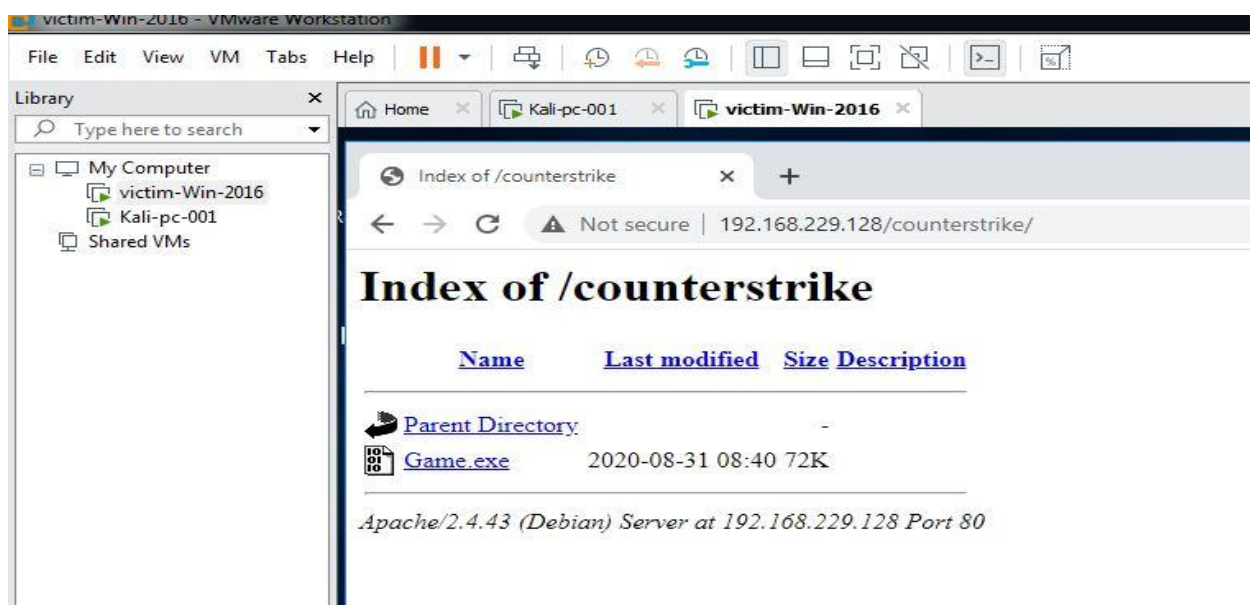 victim-Win-2016 - VMware Workstation
File Edit View VM Tabs Help
Library
Type here to search
My Computer
victim-Win-2016
Kali-pc-001
Shared VMs
Home Kali-pc-001 victim-Win-2016
Index of /counterstrike
Not secure | 192.168.229.128/counterstrike/
Index of /counterstrike
Name Last modified Size Description
Parent Directory -
Game.exe 2020-08-31 08:40 72K
Apache/2.4.43 (Debian) Server at 192.168.229.128 Port 80